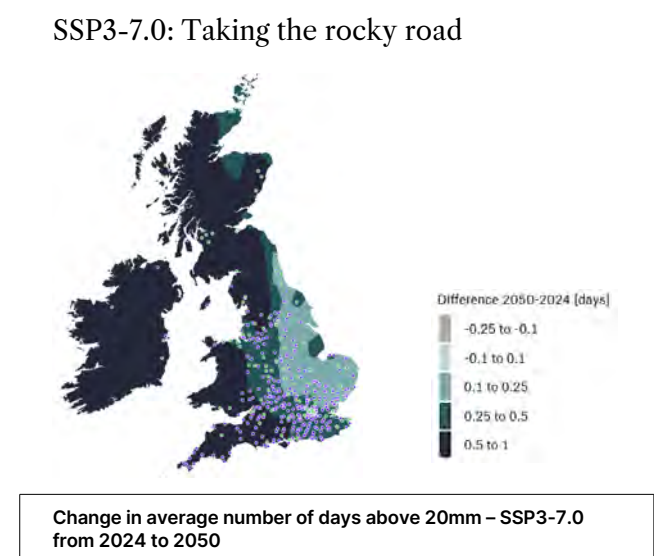 SSP3-7.0: Taking the rocky road
Difference 2050-2024 [days]
-0.25 to -0.1
-0.1 to 0.1
0.1 to 0.25
0.25 to 0.5
0.5 to 1
Change in average number of days above 20mm – SSP3-7.0
from 2024 to 2050